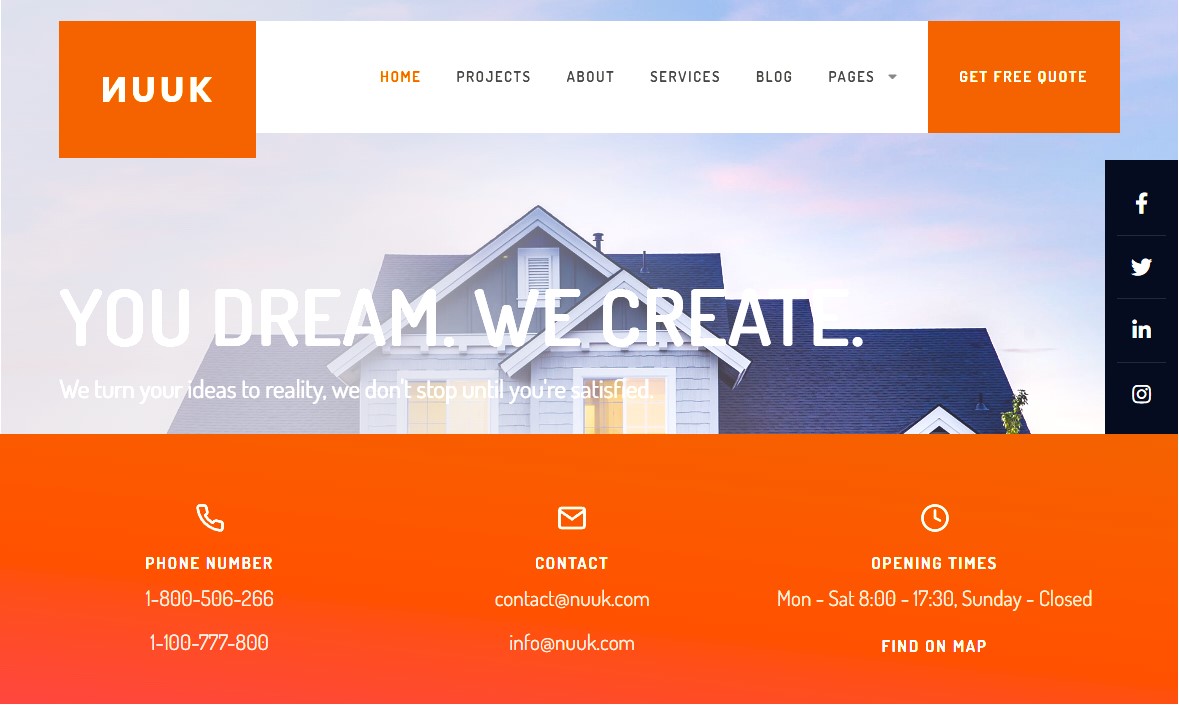 ИUUK
HOME PROJECTS ABOUT SERVICES BLOG PAGES GET FREE QUOTE
YOU DREAM. WE CREATE.
We turn your ideas to reality, we don't stop until you're satisfied.
PHONE NUMBER
1-800-506-266
1-100-777-800
CONTACT
contact@nuuk.com
info@nuuk.com
OPENING TIMES
Mon - Sat 8:00 - 17:30, Sunday - Closed
FIND ON MAP